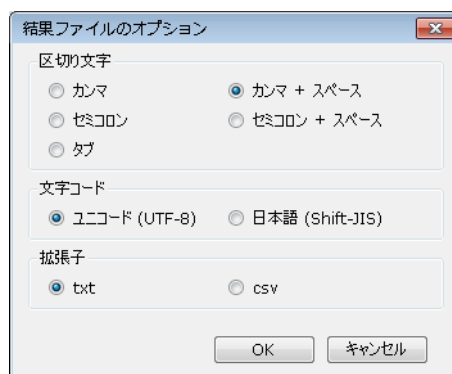 結果ファイルのオプション
区切り文字
カンマ
カンマ + スペース
セミコロン
セミコロン + スペース
タブ
文字コード
ユニコード (UTF-8)
日本語 (Shift-JIS)
拡張子
txt
csv
OK
キャンセル